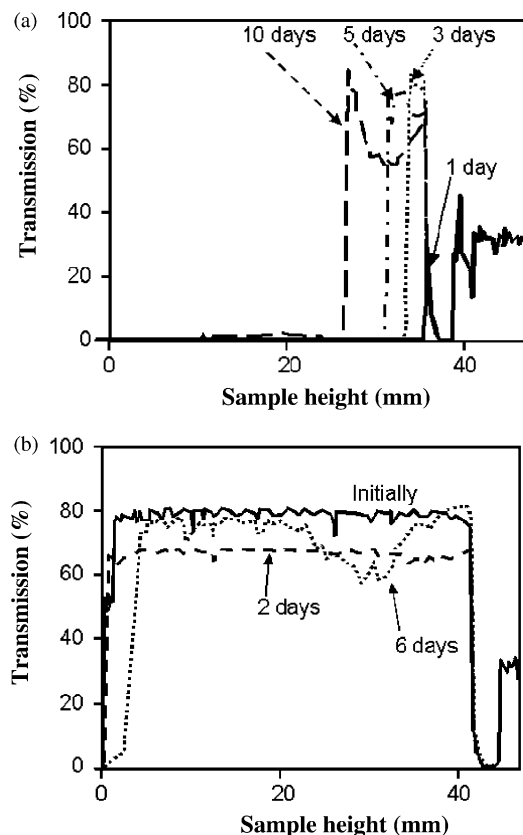 (a)
100
80
60
40
20
0
Transmission (%)
10 days
5 days
3 days
1 day
0
20
40
Sample height (mm)
(b)
100
80
60
40
20
0
Transmission (%)
Initially
2 days
6 days
0
20
40
Sample height (mm)